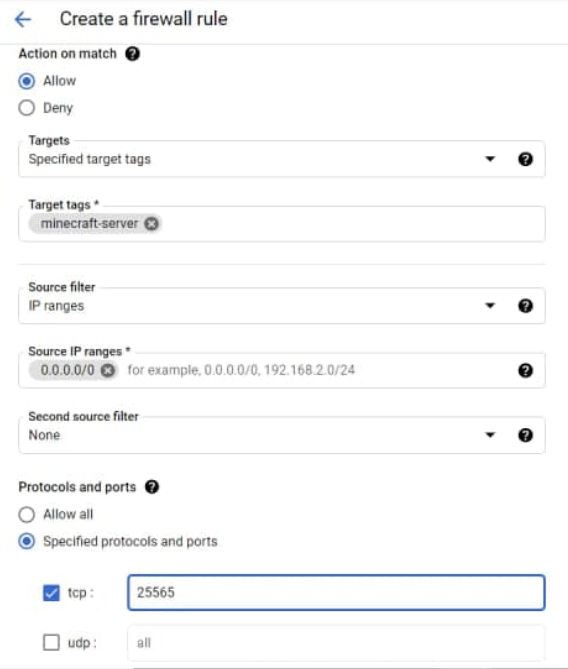 Create a firewall rule
Action on match
Allow
Deny
Targets
Specified target tags
Target tags *
minecraft-server
Source filter
IP ranges
Source IP ranges *
0.0.0.0/0 for example, 0.0.0.0/0, 192.168.2.0/24
Second source filter
None
Protocols and ports
Allow all
Specified protocols and ports
tcp : 25565
udp : all